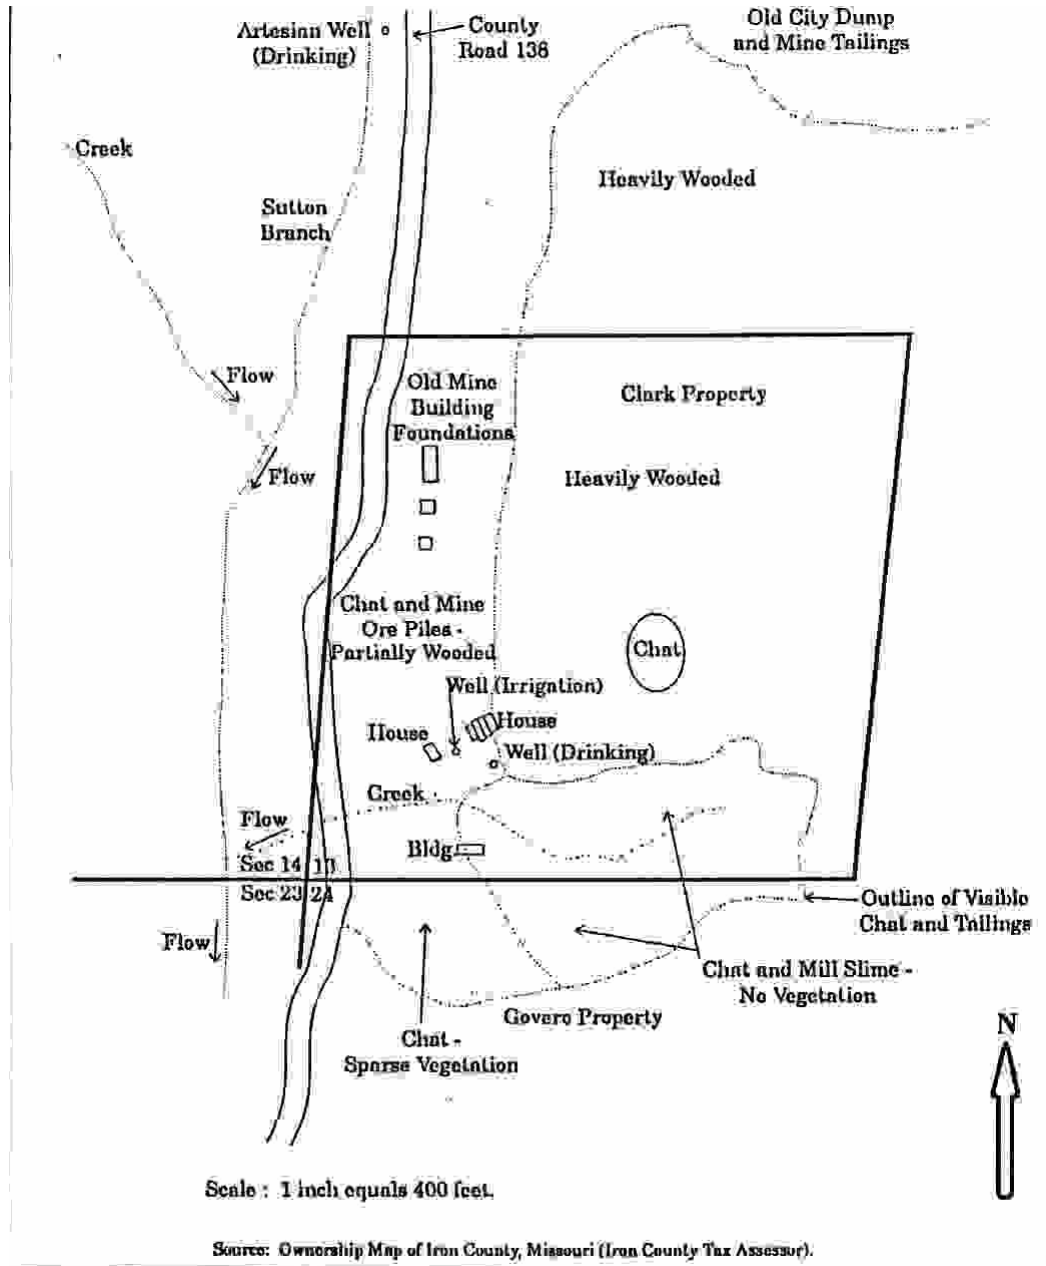 Artesian Well
(Drinking)
County
Road 138
Old City Dump
and Mine Tailings
Creek
Heavily Wooded
Sutton
Branch
Flow
Old Mine
Building
Foundations
Clark Property
Flow
Heavily Wooded
Chat and Mine
Ore Piles -
Partially Wooded
Chat
Well (Irrigation)
House
House
Well (Drinking)
Creek
Flow
Bldg
Sec 14 13
Sec 23 24
Outline of Visible
Chat and Tailings
Flow
Chat and Mill Slime -
No Vegetation
Govero Property
Chat -
Sparse Vegetation
N
Scale : 1 inch equals 400 feet.
Source: Ownership Map of Iron County, Missouri (Iron County Tax Assessor).